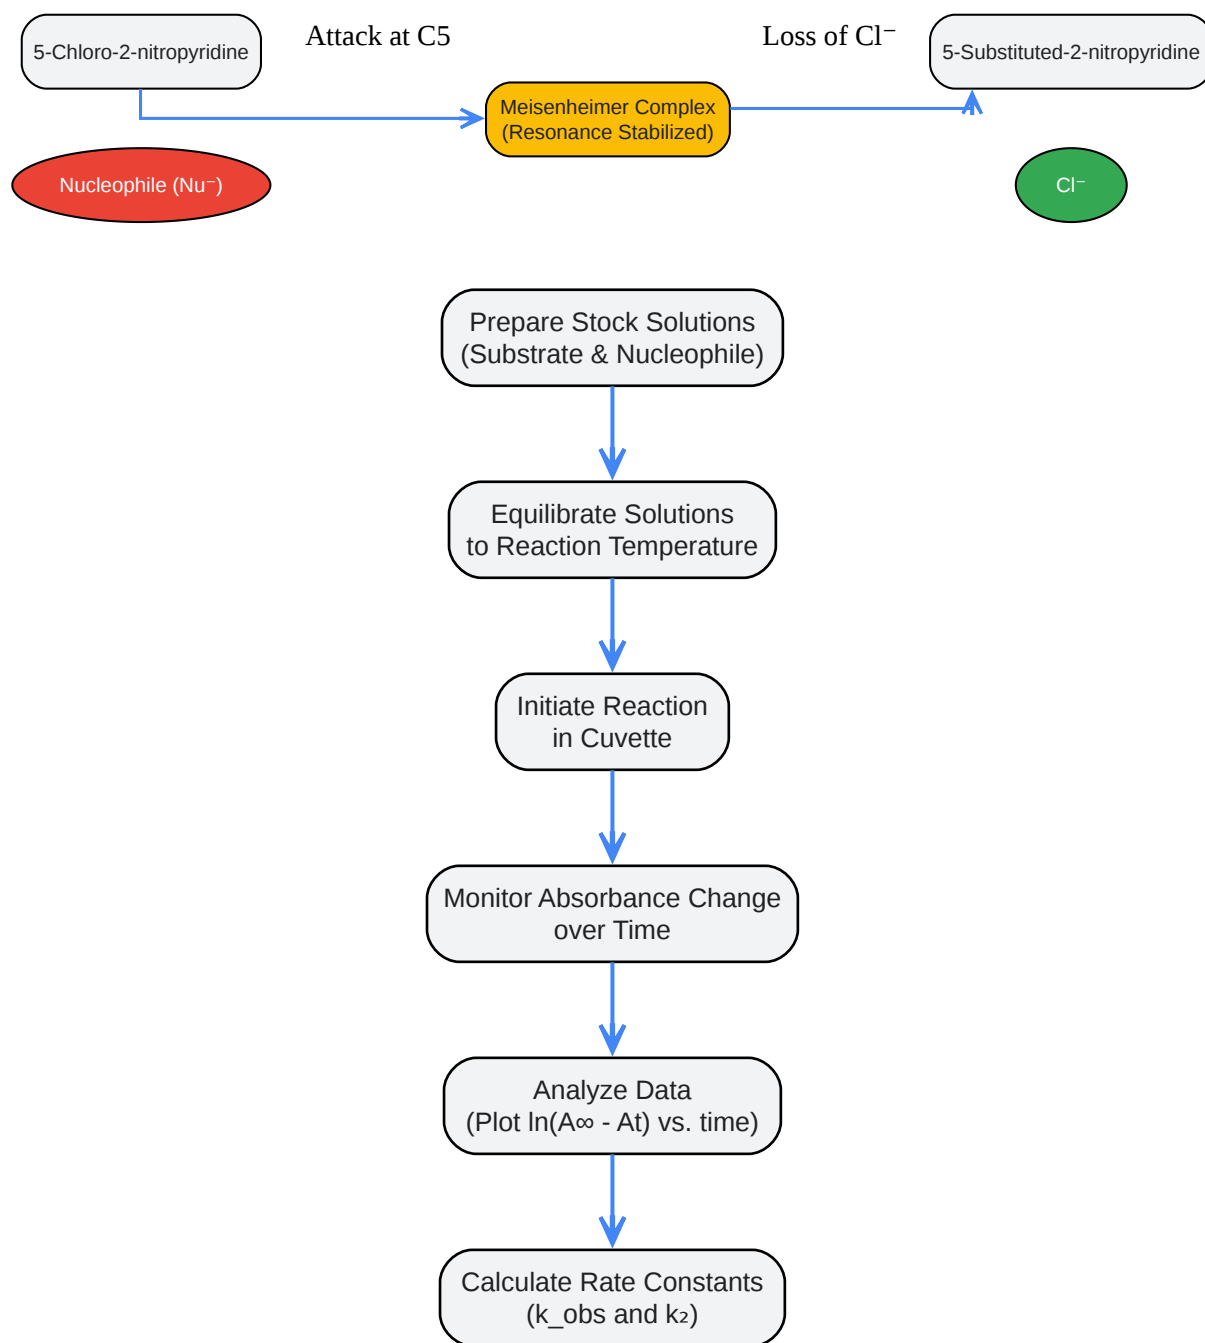 5-Chloro-2-nitropyridine
Attack at C5
Loss of Cl⁻
5-Substituted-2-nitropyridine
Meisenheimer Complex
(Resonance Stabilized)
Nucleophile (Nu⁻)
Cl⁻
Prepare Stock Solutions
(Substrate & Nucleophile)
Equilibrate Solutions
to Reaction Temperature
Initiate Reaction
in Cuvette
Monitor Absorbance Change
over Time
Analyze Data
(Plot ln(A∞ - At) vs. time)
Calculate Rate Constants
(k_obs and k₂)